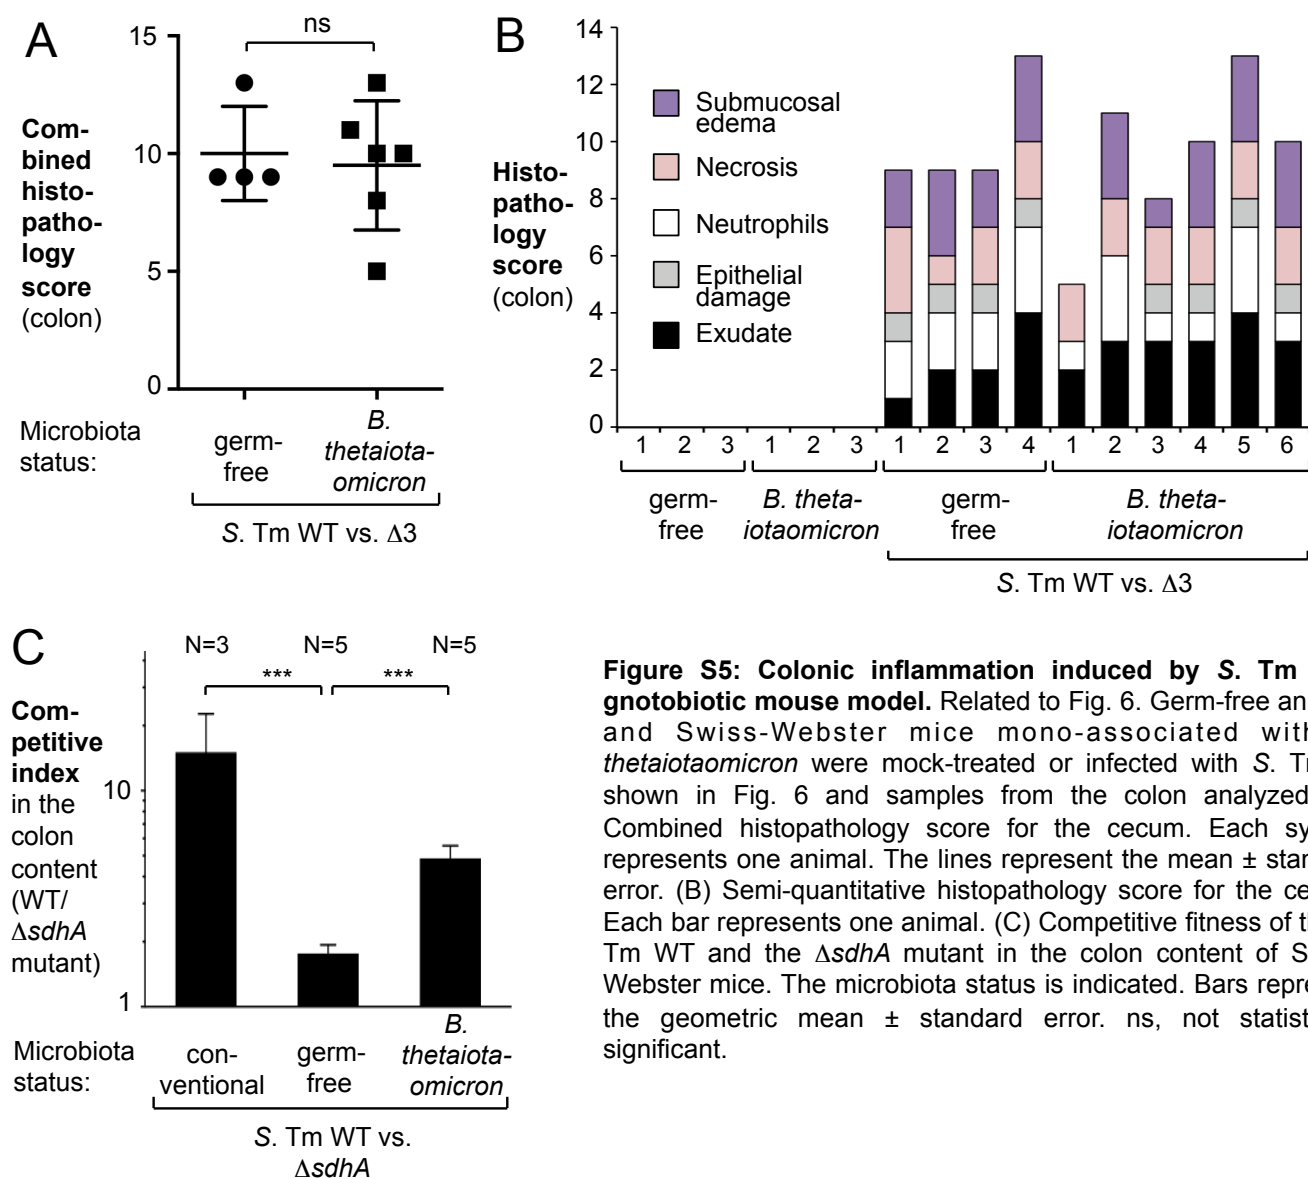 A
15
10
5
0
ns
Com-
bined
histo-
patho-
logy
score
(colon)
Microbiota
status:
germ-
free
B.
thetaiota-
omicron
S. Tm WT vs. Δ3
B
14
12
10
8
6
4
2
0
Histo-
patho-
logy
score
(colon)
Submucosal
edema
Necrosis
Neutrophils
Epithelial
damage
Exudate
1 2 3 1 2 3 1 2 3 4 1 2 3 4 5 6
germ-
free
B. theta-
iotaomicron
germ-
free
B. theta-
iotaomicron
S. Tm WT vs. Δ3
C
N=3 N=5 N=5
*** ***
Com-
petitive
index
in the
colon
content
(WT/
ΔsdhA
mutant)
10
1
Microbiota
status:
con-
ventional
germ-
free
B.
thetaiota-
omicron
S. Tm WT vs.
ΔsdhA
Figure S5: Colonic inflammation induced by S. Tm
gnotobiotic mouse model. Related to Fig. 6. Germ-free an
and Swiss-Webster mice mono-associated with
thetaiotaomicron were mock-treated or infected with S. T
shown in Fig. 6 and samples from the colon analyzed
Combined histopathology score for the cecum. Each sy
represents one animal. The lines represent the mean ± stan
error. (B) Semi-quantitative histopathology score for the ce
Each bar represents one animal. (C) Competitive fitness of t
Tm WT and the ΔsdhA mutant in the colon content of S
Webster mice. The microbiota status is indicated. Bars repre
the geometric mean ± standard error. ns, not statist
significant.